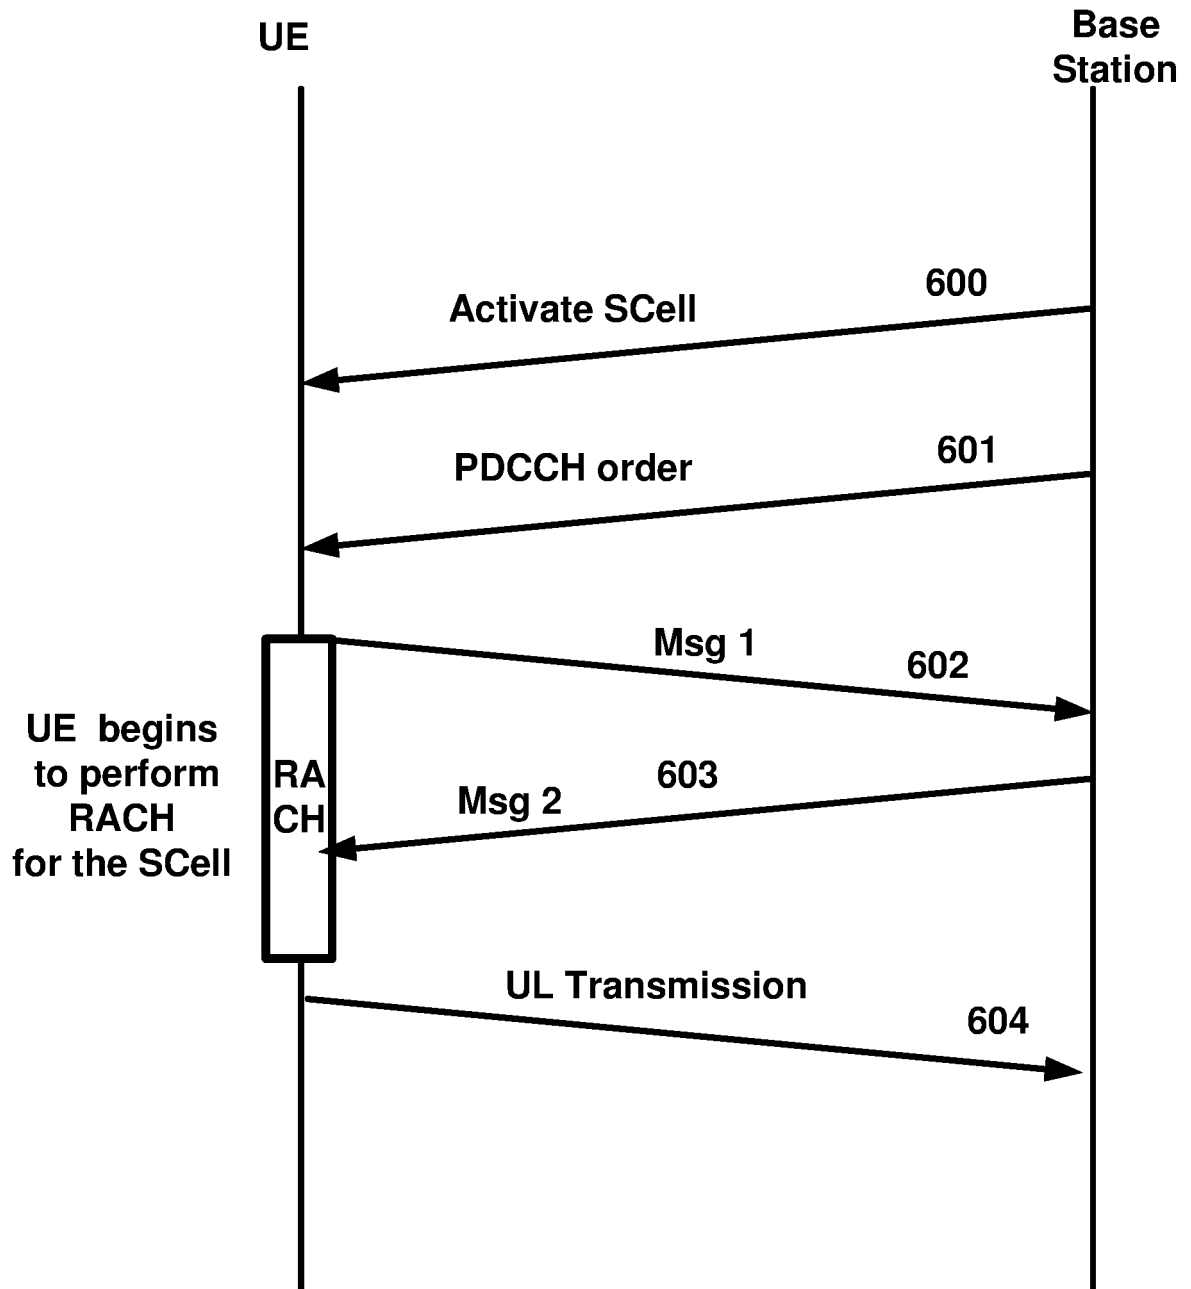 UE
Base
Station
600
Activate SCell
601
PDCCH order
Msg 1
602
UE begins
to perform
RACH
for the SCell
RA
CH
603
Msg 2
UL Transmission
604